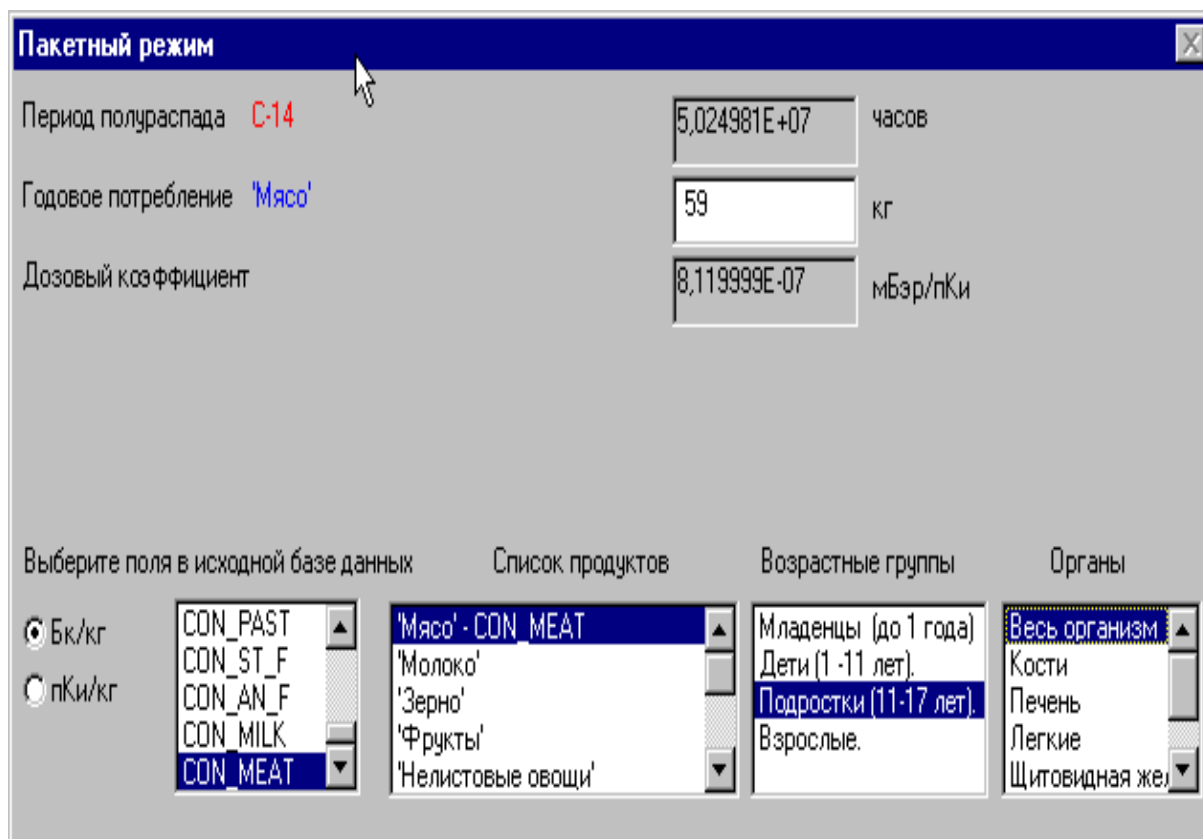 Пакетный режим
Период полураспада C-14 5,024981E+07 часов
Годовое потребление 'Мясо' 59 кг
Дозовый коэффициент 8,119999E-07 мБэр/пКи
Выберите поля в исходной базе данных Список продуктов Возрастные группы Органы
Бк/кг
пКи/кг
CON_PAST
CON_ST_F
CON_AN_F
CON_MILK
CON_MEAT
'Мясо' - CON_MEAT
'Молоко'
'Зерно'
'Фрукты'
'Нелистовые овощи'
Младенцы (до 1 года)
Дети (1 -11 лет).
Подростки (11-17 лет).
Взрослые.
Весь организм
Кости
Печень
Легкие
Щитовидная жел